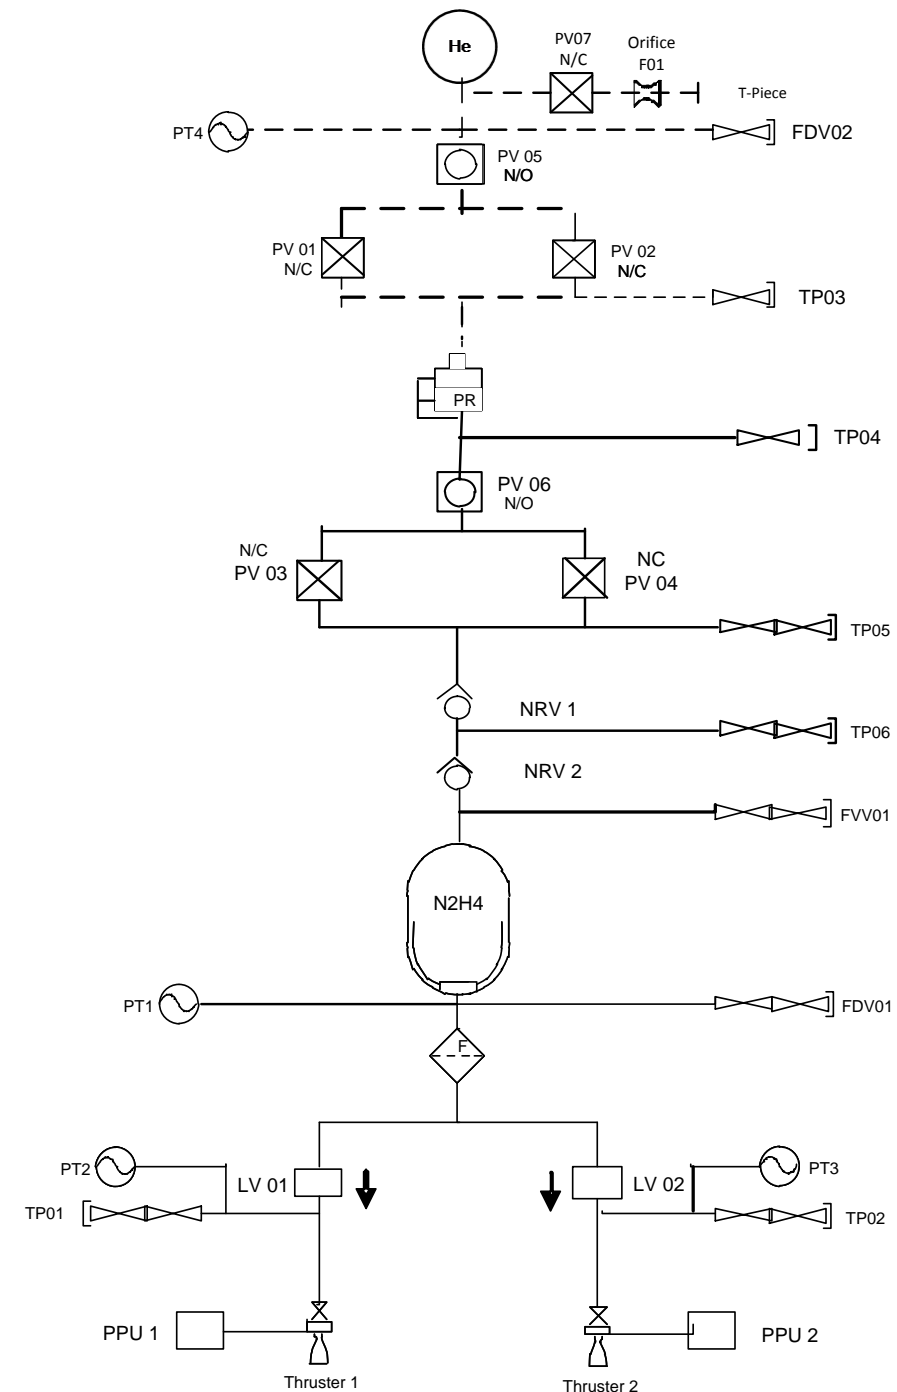 He
PV07
N/C
Orifice
F01
T-Piece
PT4
FDV02
PV 05
N/O
PV 01
N/C
PV 02
N/C
TP03
PR
TP04
PV 06
N/O
N/C
PV 03
NC
PV 04
TP05
NRV 1
TP06
NRV 2
FVV01
N2H4
PT1
FDV01
F
PT2
LV 01
LV 02
PT3
TP01
TP02
PPU 1
PPU 2
Thruster 1
Thruster 2